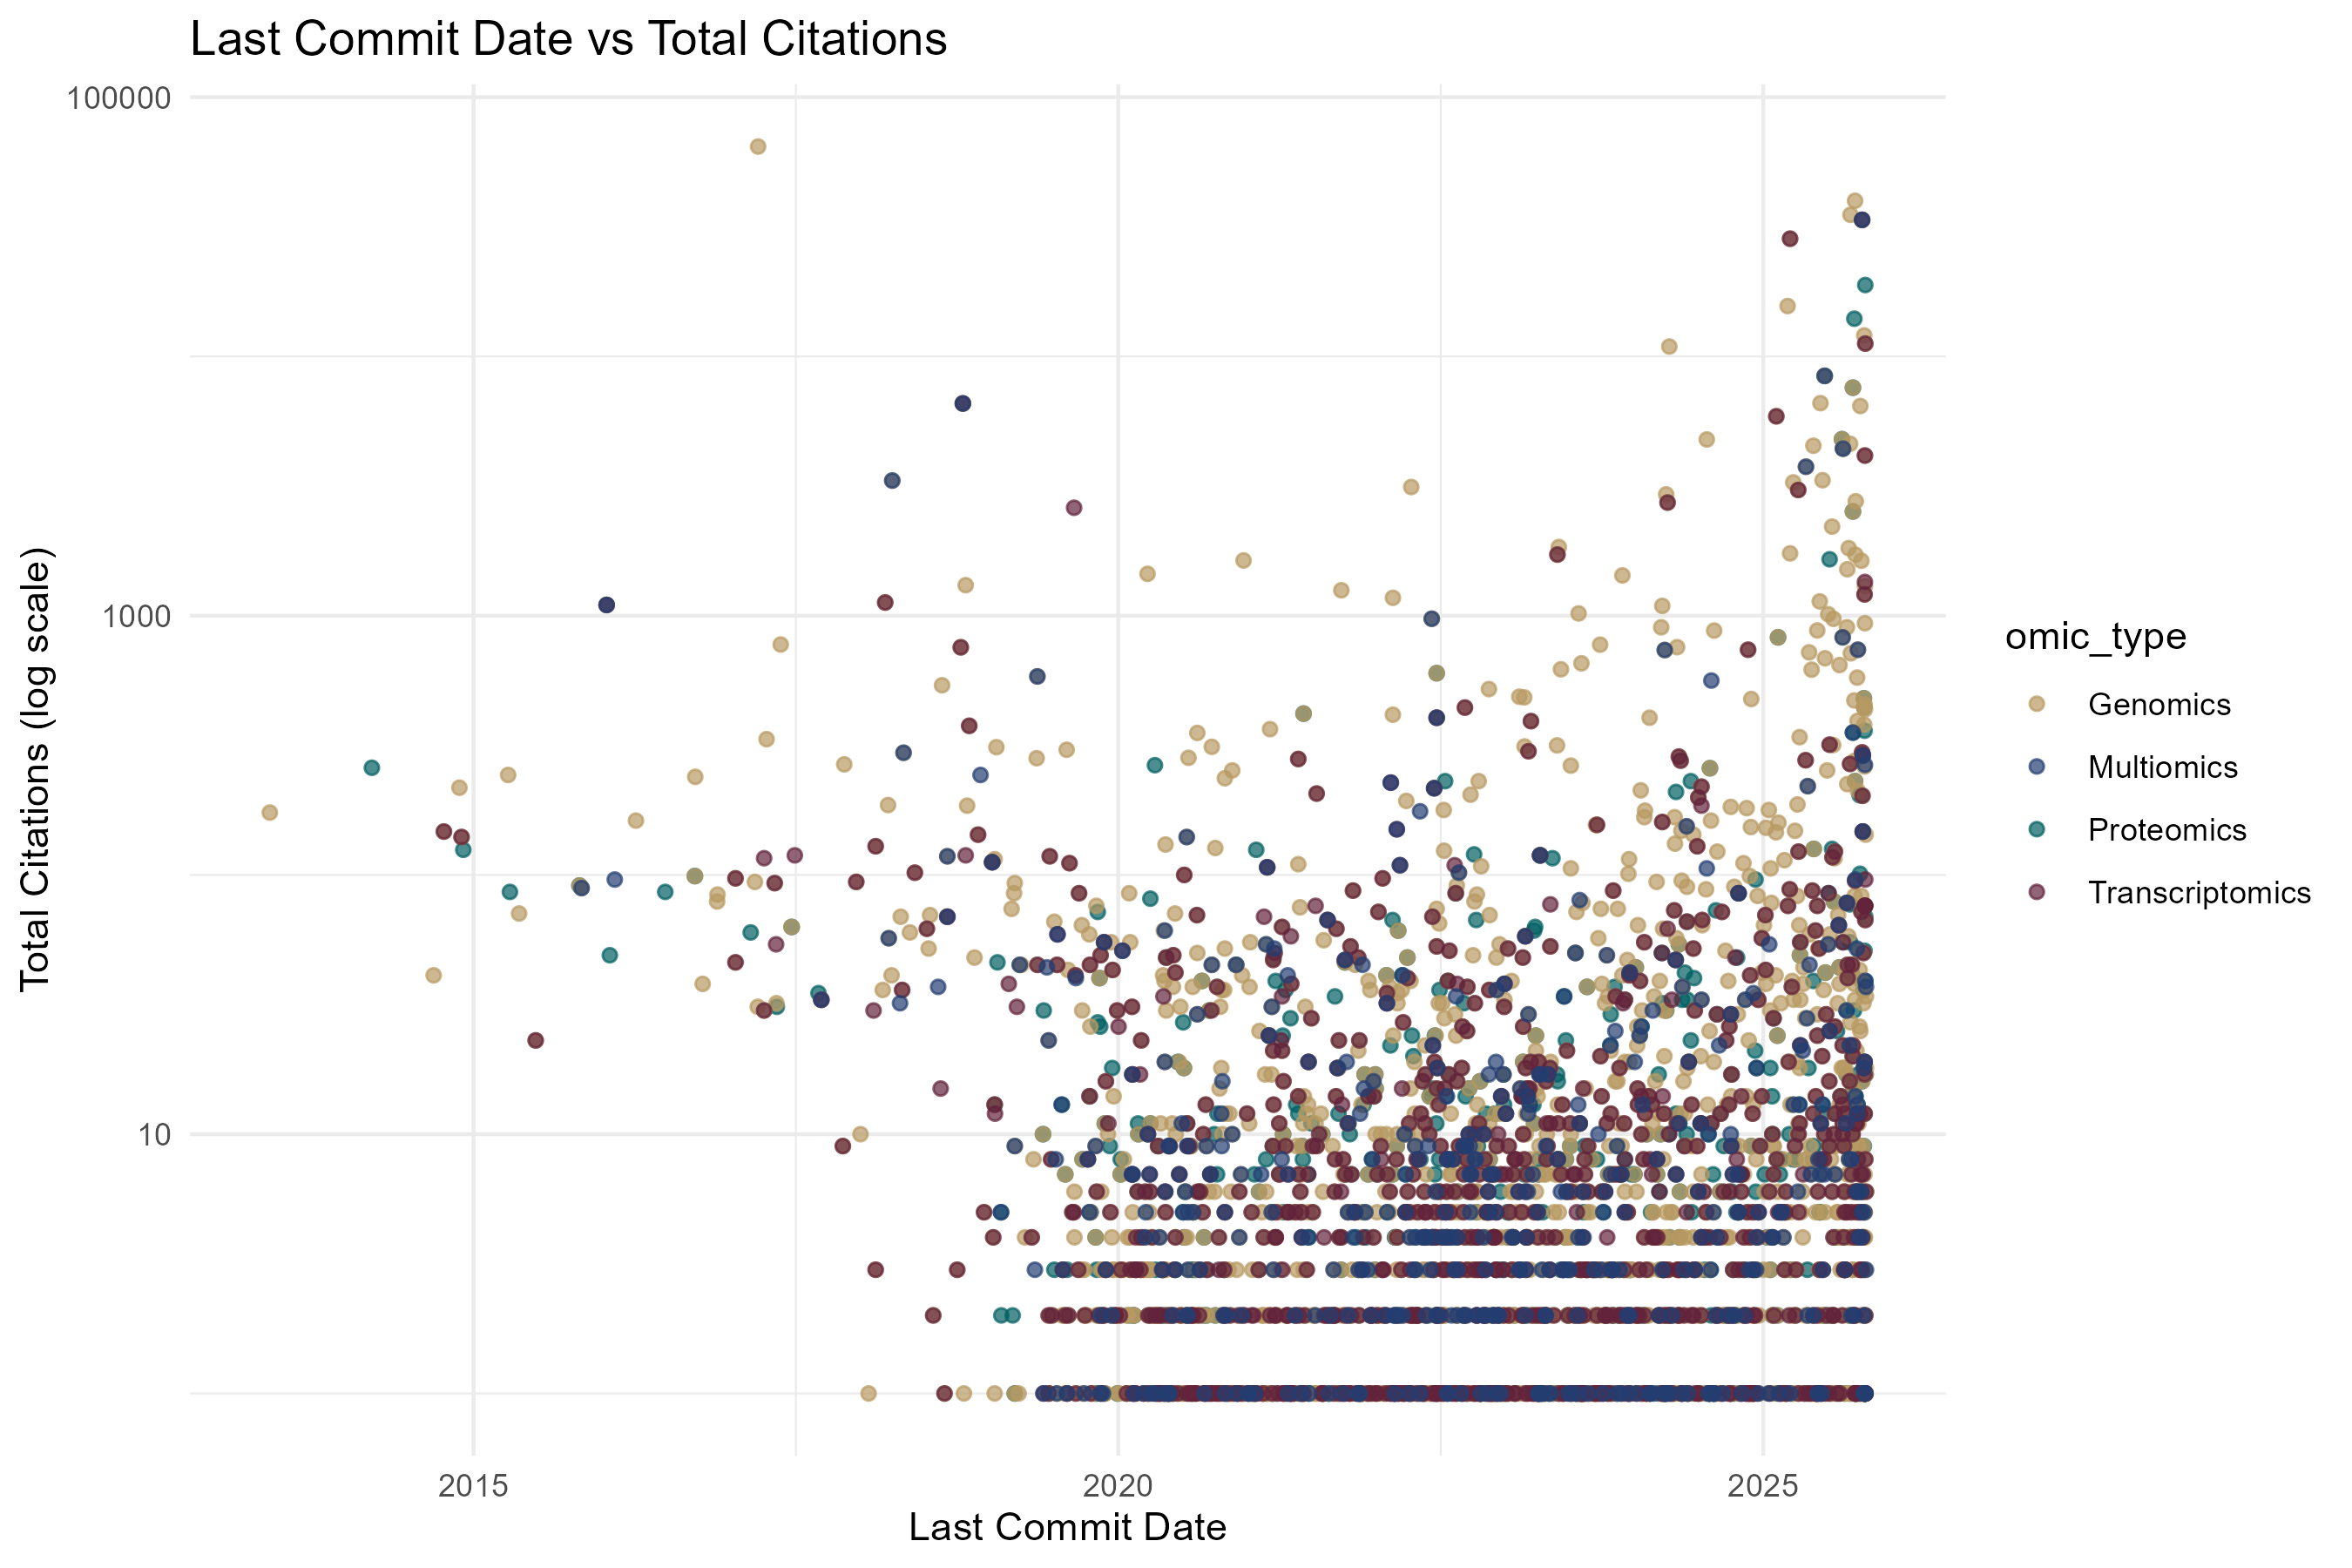 Last Commit Date vs Total Citations
100000
1000
10
Total Citations (log scale)
2015
2020
2025
Last Commit Date
omic_type
Genomics
Multiomics
Proteomics
Transcriptomics